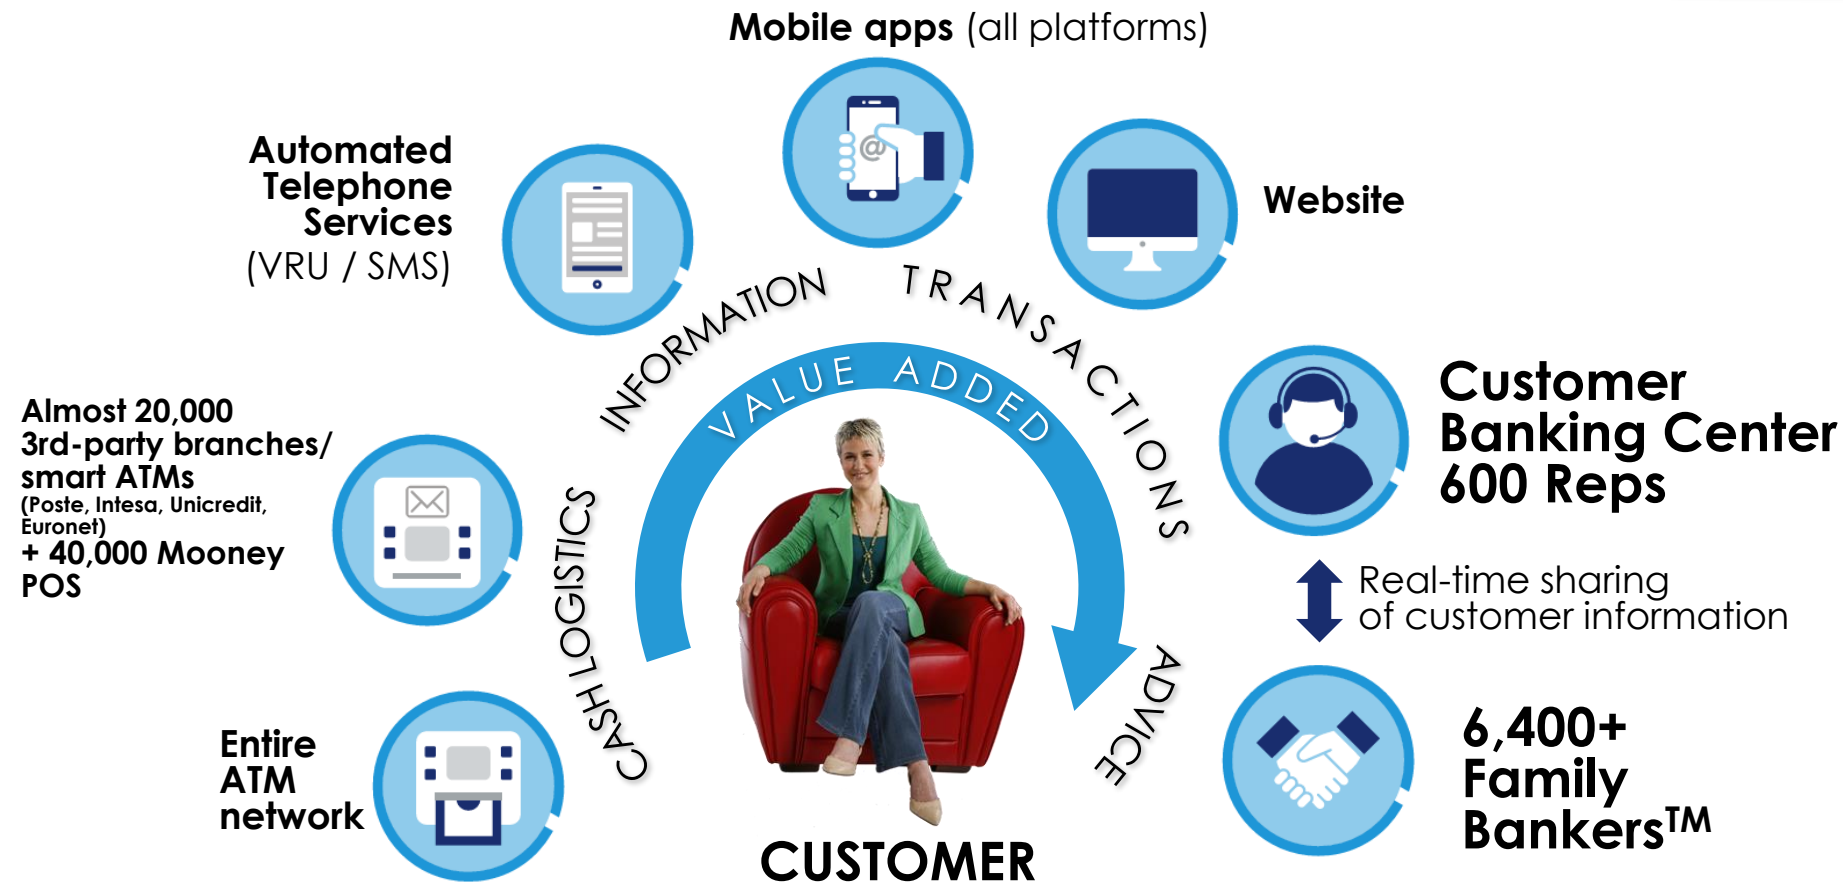 Mobile apps (all platforms)
Automated
Telephone
Services
(VRU / SMS)
@
Website
INFORMATION
TRANSACTIONS
VALUE ADDED
Almost 20,000
3rd-party branches/
smart ATMs
(Poste, Intesa, Unicredit,
Euronet)
+ 40,000 Mooney
POS
CASH LOGISTICS
Customer
Banking Center
600 Reps
Real-time sharing
of customer information
ADVICE
Entire
ATM
network
6,400+
Family
Bankers™
CUSTOMER